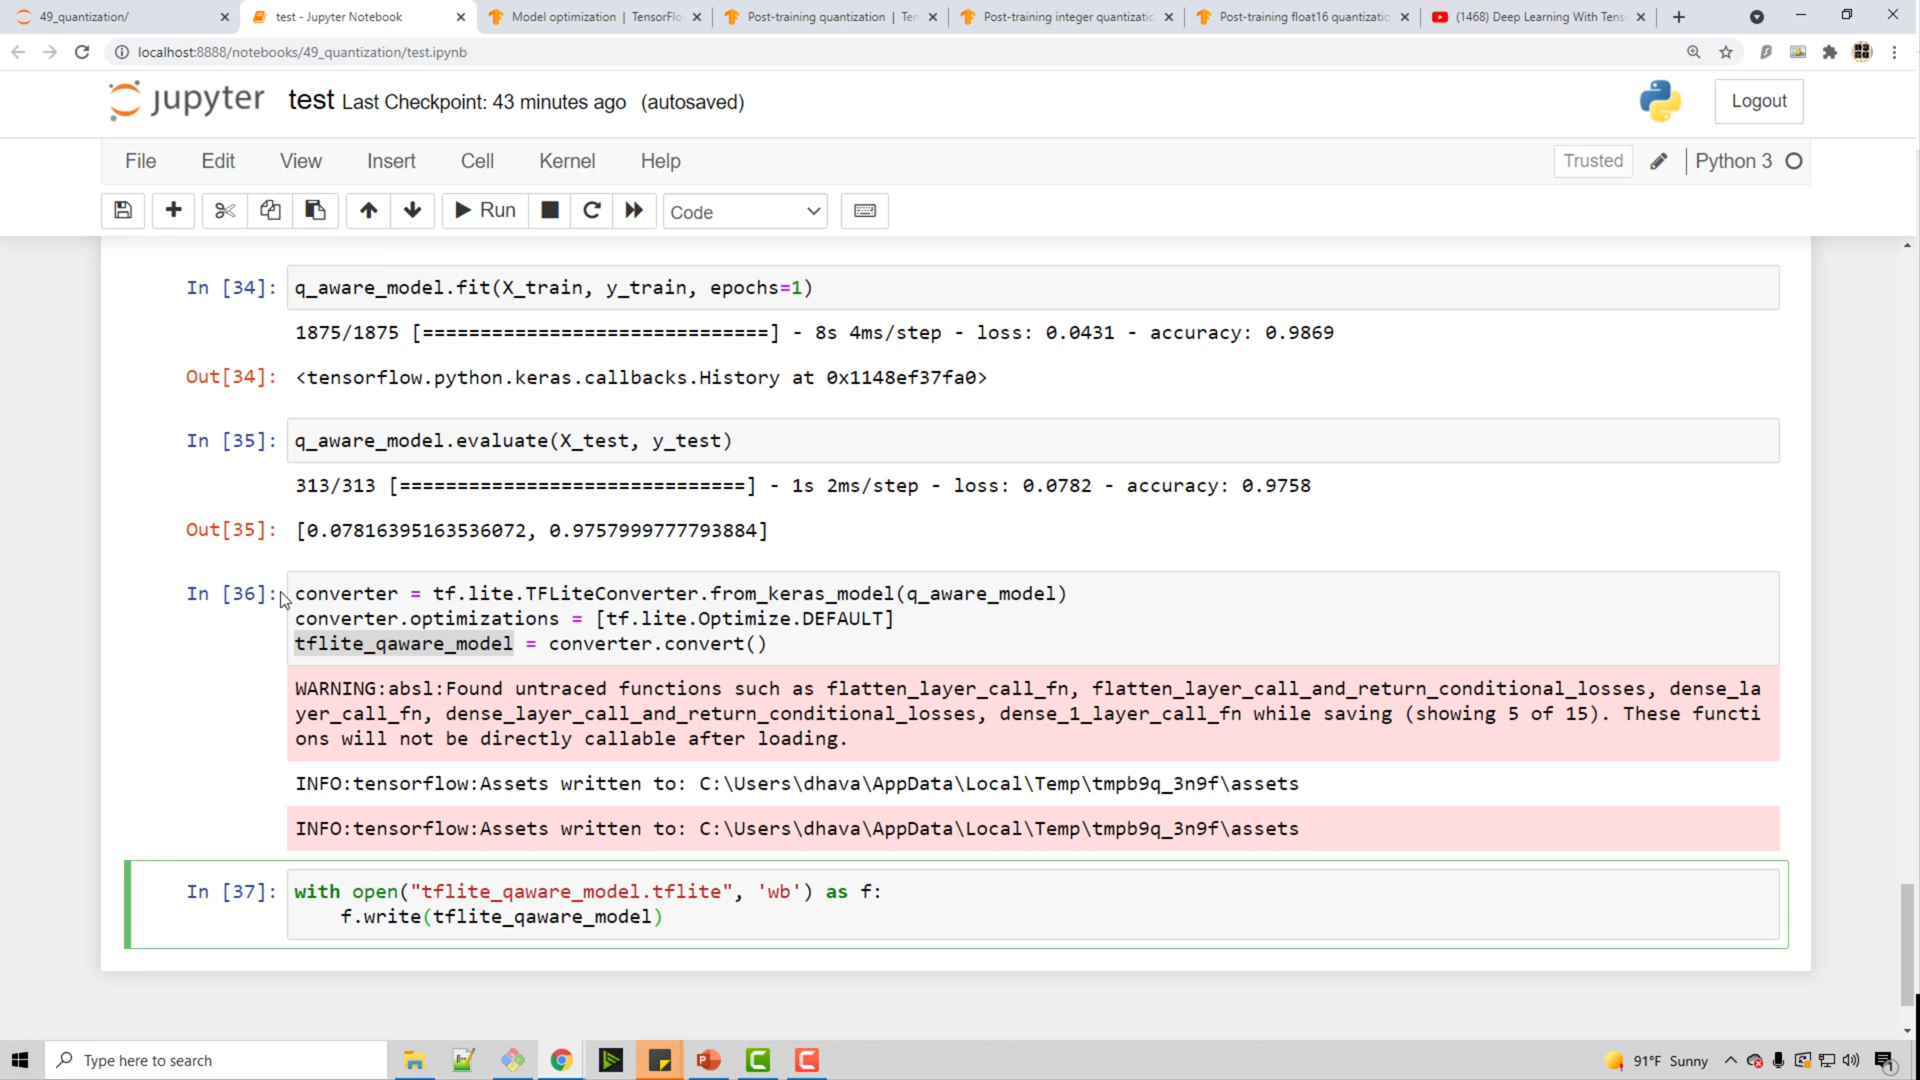 49_quantization/
test - Jupyter Notebook
Model optimization | TensorFlo
Post-training quantization | Ten
Post-training integer quantizatic
Post-training float16 quantizatio
(1468) Deep Learning With Tens
localhost:8888/notebooks/49_quantization/test.ipynb
jupyter test Last Checkpoint: 43 minutes ago (autosaved)
Logout
File Edit View Insert Cell Kernel Help
Trusted
Python 3
Run
Code
In [34]: q_aware_model.fit(X_train, y_train, epochs=1)
1875/1875 [==============================] - 8s 4ms/step - loss: 0.0431 - accuracy: 0.9869
Out[34]: <tensorflow.python.keras.callbacks.History at 0x1148ef37fa0>
In [35]: q_aware_model.evaluate(X_test, y_test)
313/313 [==============================] - 1s 2ms/step - loss: 0.0782 - accuracy: 0.9758
Out[35]: [0.07816395163536072, 0.9757999777793884]
In [36]: converter = tf.lite.TFLiteConverter.from_keras_model(q_aware_model)
converter.optimizations = [tf.lite.Optimize.DEFAULT]
tflite_qaware_model = converter.convert()
WARNING:absl:Found untraced functions such as flatten_layer_call_fn, flatten_layer_call_and_return_conditional_losses, dense_la
yer_call_fn, dense_layer_call_and_return_conditional_losses, dense_1_layer_call_fn while saving (showing 5 of 15). These functi
ons will not be directly callable after loading.
INFO:tensorflow:Assets written to: C:\Users\dhava\AppData\Local\Temp\tmpb9q_3n9f\assets
INFO:tensorflow:Assets written to: C:\Users\dhava\AppData\Local\Temp\tmpb9q_3n9f\assets
In [37]: with open("tflite_qaware_model.tflite", 'wb') as f:
f.write(tflite_qaware_model)
Type here to search
91°F Sunny
1